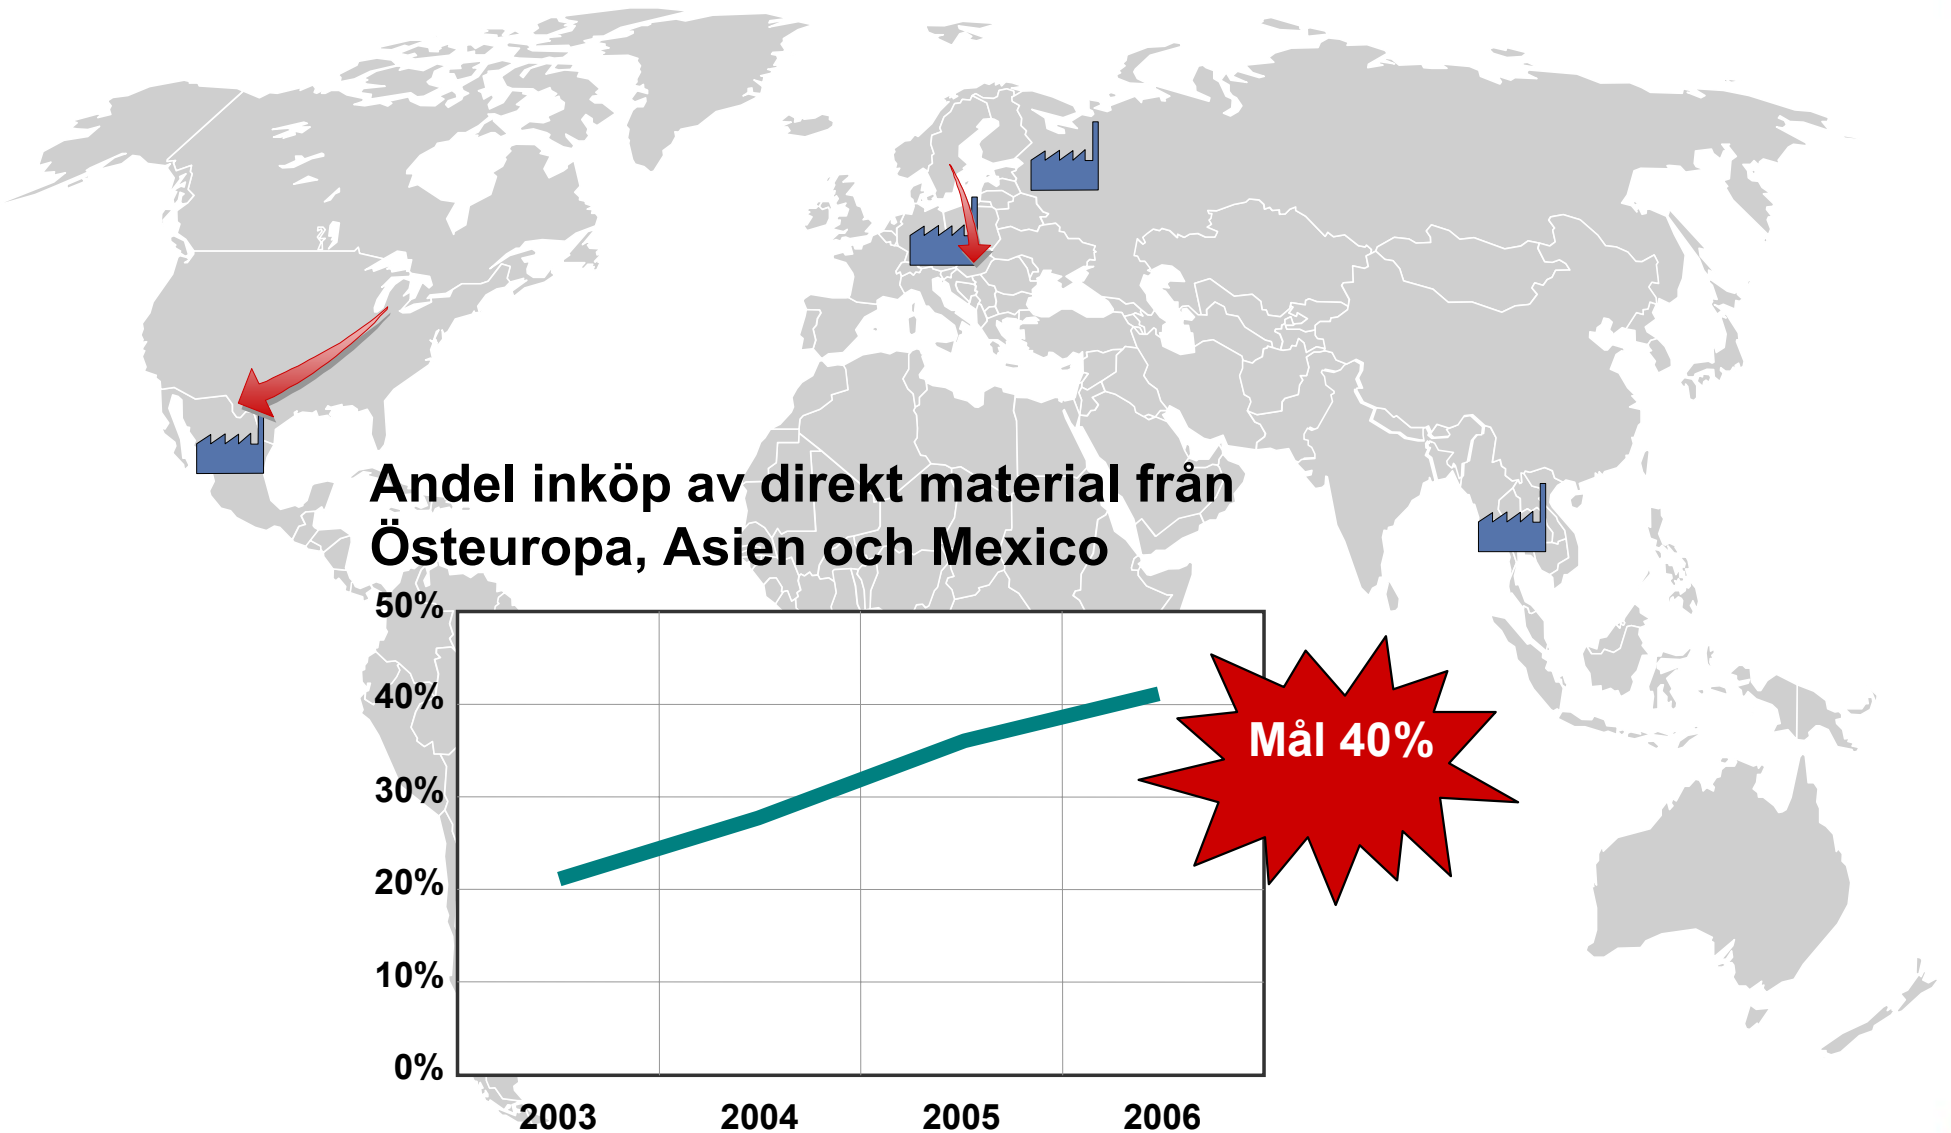 Andel inköp av direkt material från
Östeuropa, Asien och Mexico
50%
40%
30%
20%
10%
0%
2003 2004 2005 2006
Mål 40%